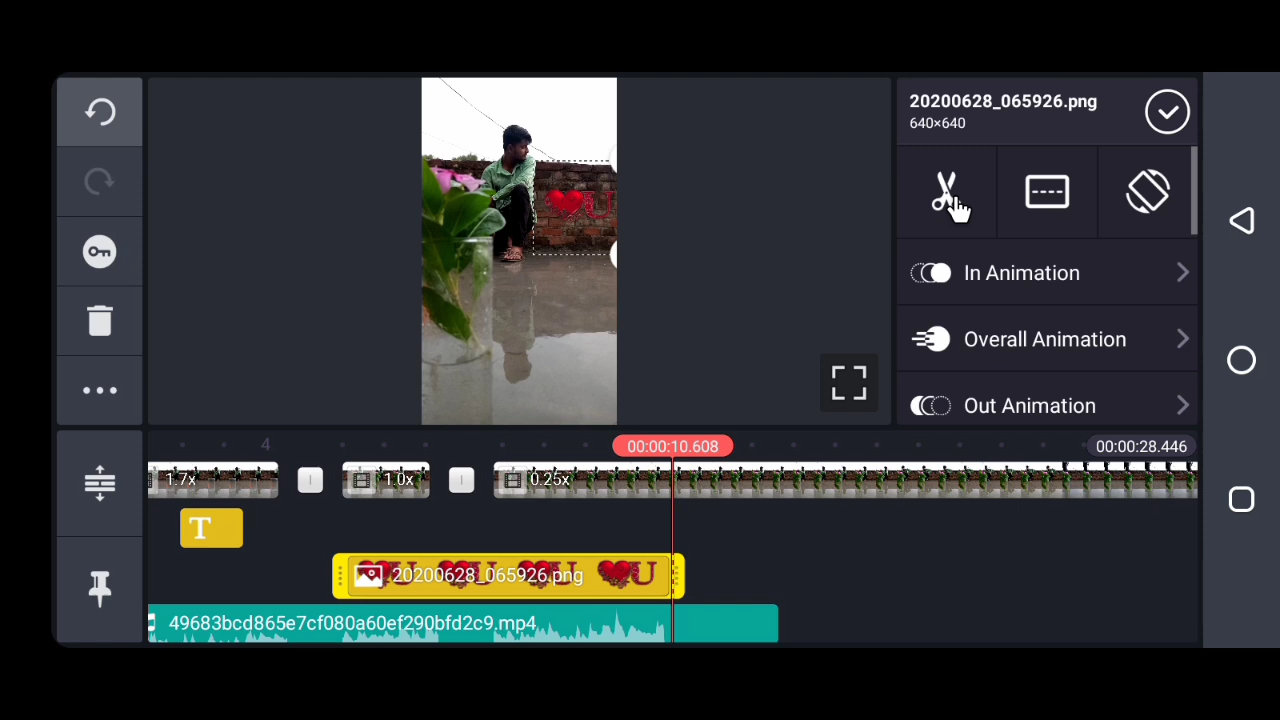 20200628_065926.png
640×640
U
In Animation
Overall Animation
Out Animation
4
00:00:10.608
00:00:28.446
1.7x
1.0x
0.25x
T
20200628_065926.png
U
49683bcd865e7cf080a60ef290bfd2c9.mp4